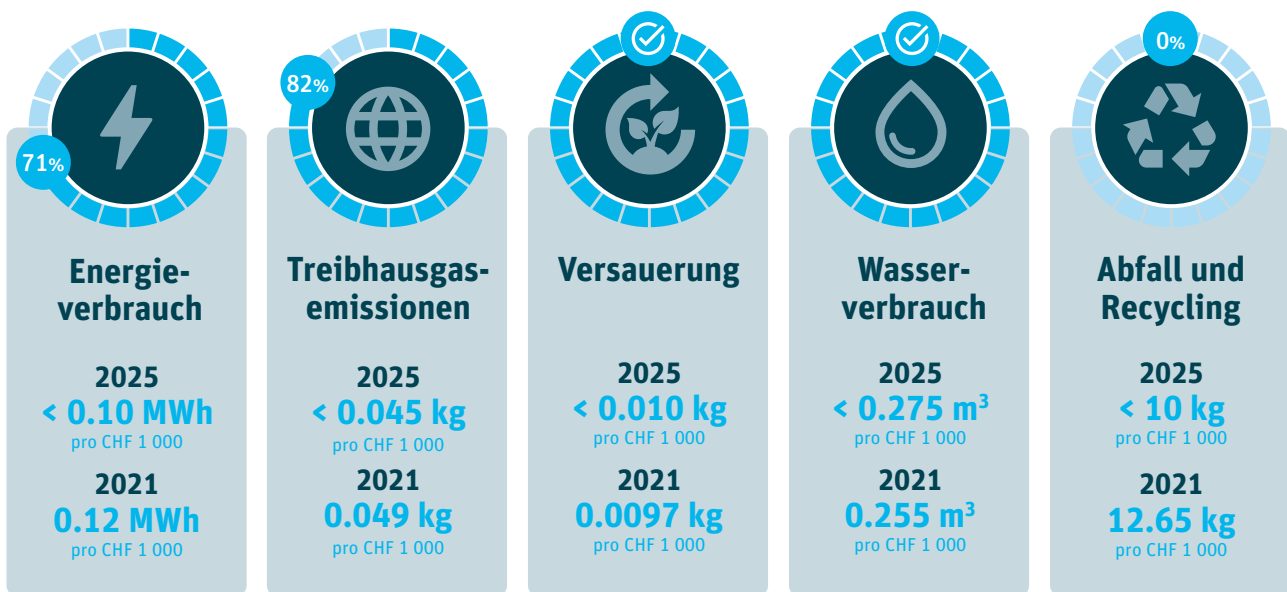 71%
Energie-
verbrauch
2025
< 0.10 MWh
pro CHF 1 000
2021
0.12 MWh
pro CHF 1 000
82%
Treibhausgas-
emissionen
2025
< 0.045 kg
pro CHF 1 000
2021
0.049 kg
pro CHF 1 000
Versauerung
2025
< 0.010 kg
pro CHF 1 000
2021
0.0097 kg
pro CHF 1 000
Wasser-
verbrauch
2025
< 0.275 m³
pro CHF 1 000
2021
0.255 m³
pro CHF 1 000
0%
Abfall und
Recycling
2025
< 10 kg
pro CHF 1 000
2021
12.65 kg
pro CHF 1 000